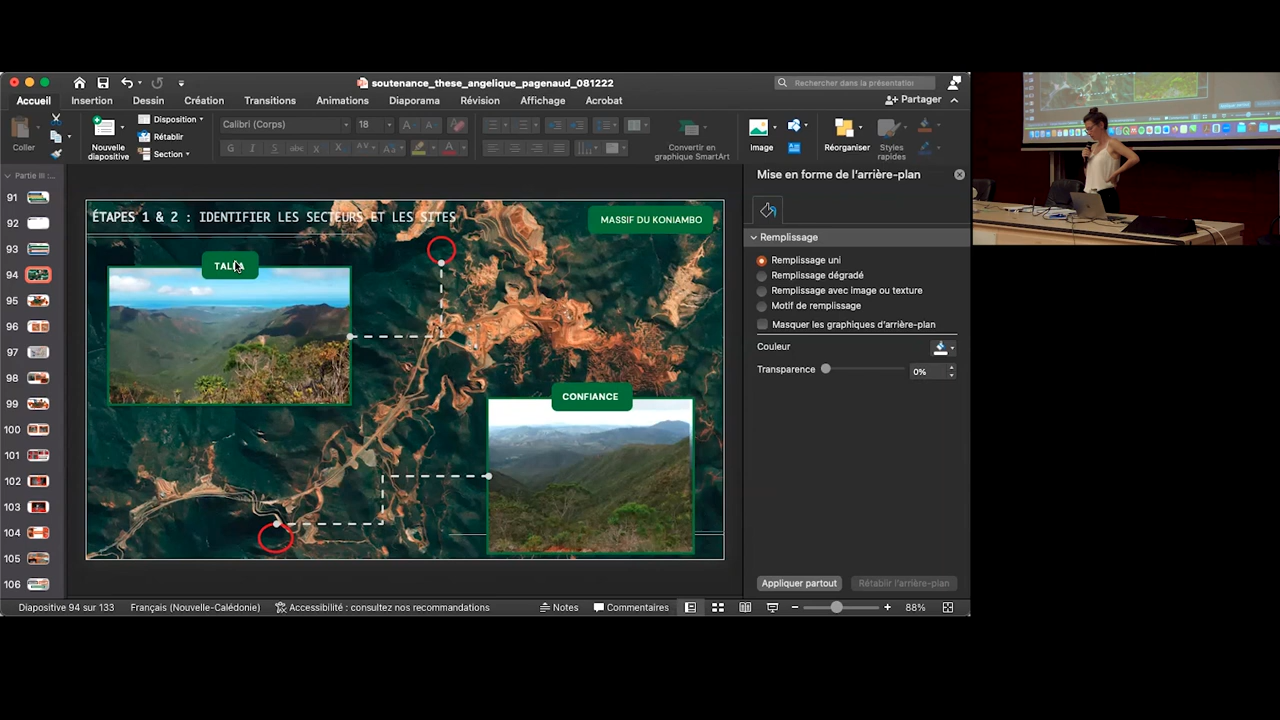 soutenance_these_angelique_pagenaud_081222
Rechercher dans la présentation
Accueil Insertion Dessin Création Transitions Animations Diaporama Révision Affichage Acrobat
Partager
Coller
Nouvelle diapositive
Disposition
Rétablir
Section
Calibri (Corps) 18
Convertir en graphique SmartArt
Image
Réorganiser
Styles rapides
Partie III :...
91
92
93
94
95
96
97
98
99
100
101
102
103
104
105
106
ÉTAPES 1 & 2 : IDENTIFIER LES SECTEURS ET LES SITES
MASSIF DU KONIAMBO
CONFIANCE
Mise en forme de l'arrière-plan
Remplissage
Remplissage uni
Remplissage dégradé
Remplissage avec image ou texture
Motif de remplissage
Masquer les graphiques d'arrière-plan
Couleur
Transparence 0%
Appliquer partout Rétablir l'arrière-plan
Diapositive 94 sur 133 Français (Nouvelle-Calédonie) Accessibilité : consultez nos recommandations Notes Commentaires 88%